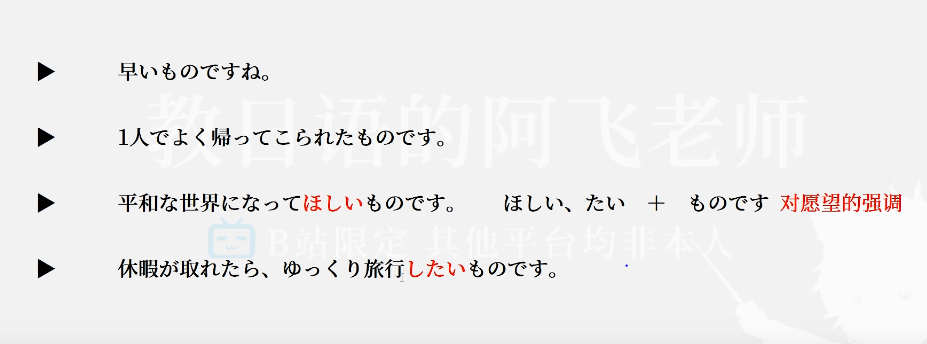 ▶ 早いものですね。
教日语的阿飞老师
▶ 1人でよく帰ってこられたものです。
▶ 平和な世界になってほしいものです。 ほしい、たい ＋ ものです 对愿望的强调
B站限定 其他平台均非本人
▶ 休暇が取れたら、ゆっくり旅行したいものです。